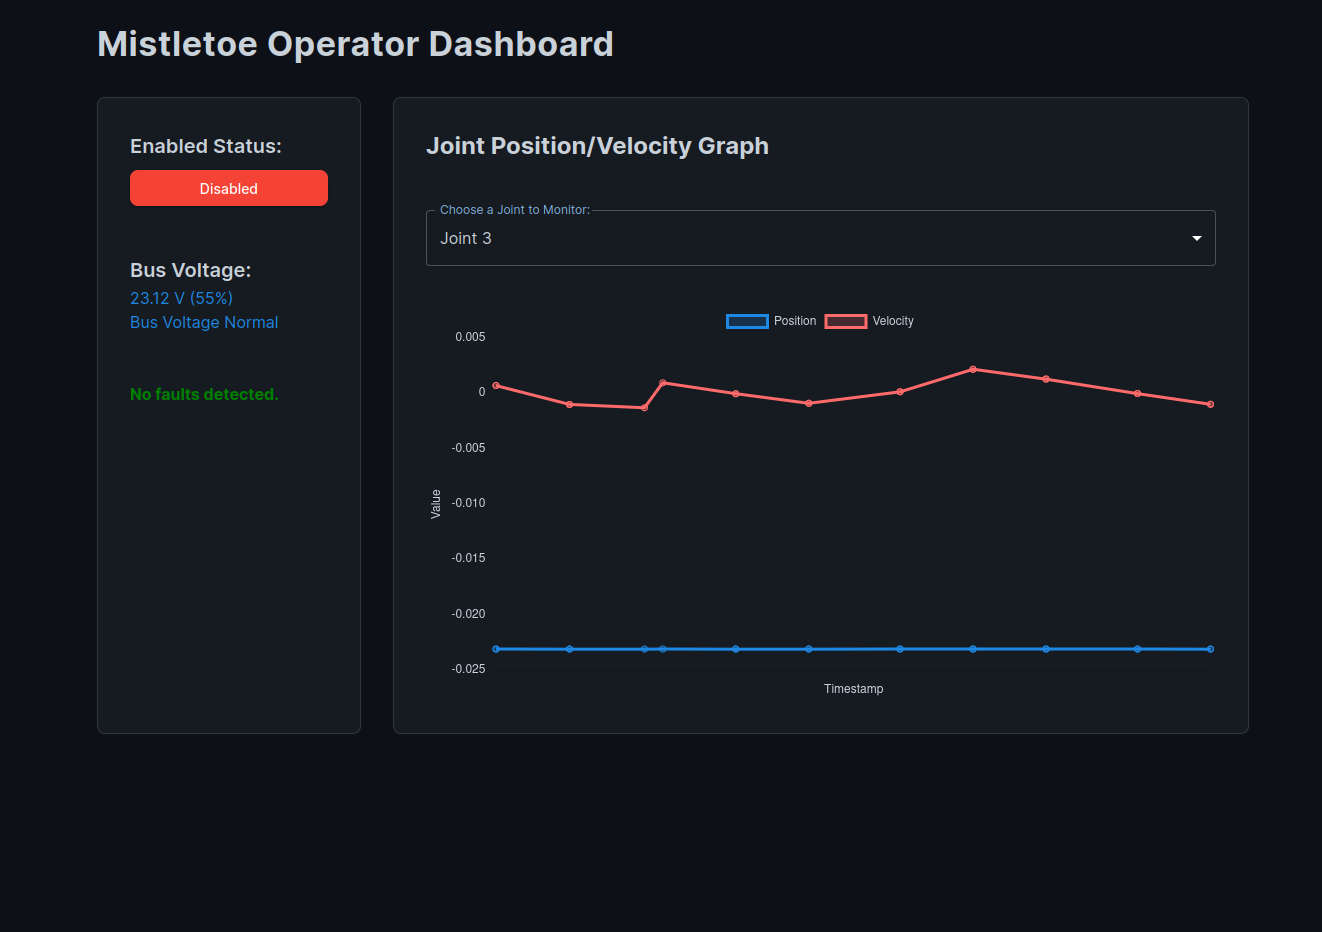 Mistletoe Operator Dashboard
Enabled Status:
Disabled
Bus Voltage:
23.12 V (55%)
Bus Voltage Normal
No faults detected.
Joint Position/Velocity Graph
Choose a Joint to Monitor:
Joint 3
Position Velocity
0.005
0
-0.005
-0.010
-0.015
-0.020
-0.025
Value
Timestamp